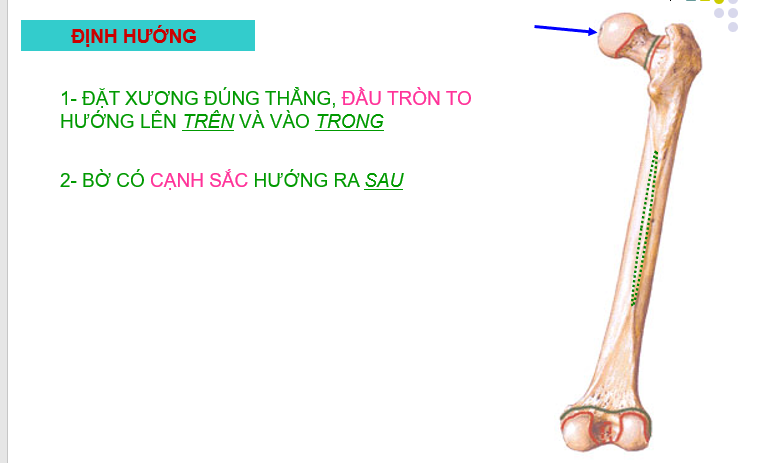 ĐỊNH HƯỚNG
1- ĐẶT XƯƠNG ĐÚNG THẲNG, ĐẦU TRÒN TO
HƯỚNG LÊN TRÊN VÀ VÀO TRONG
2- BỜ CÓ CẠNH SẮC HƯỚNG RA SAU